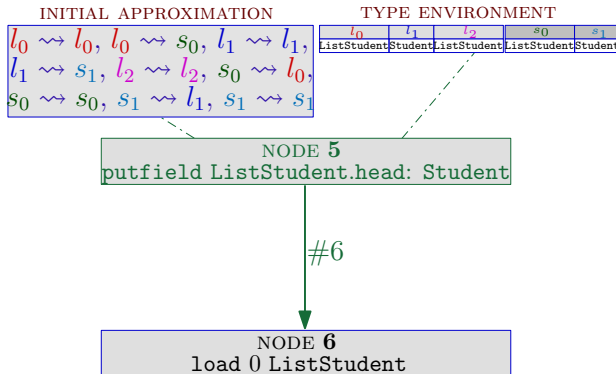 INITIAL APPROXIMATION
l₀ ⇝ l₀, l₀ ⇝ s₀, l₁ ⇝ l₁,
l₁ ⇝ s₁, l₂ ⇝ l₂, s₀ ⇝ l₀,
s₀ ⇝ s₀, s₁ ⇝ l₁, s₁ ⇝ s₁
TYPE ENVIRONMENT
l₀ l₁ l₂ s₀ s₁
ListStudent Student ListStudent ListStudent Student
NODE 5
putfield ListStudent.head: Student
#6
NODE 6
load 0 ListStudent